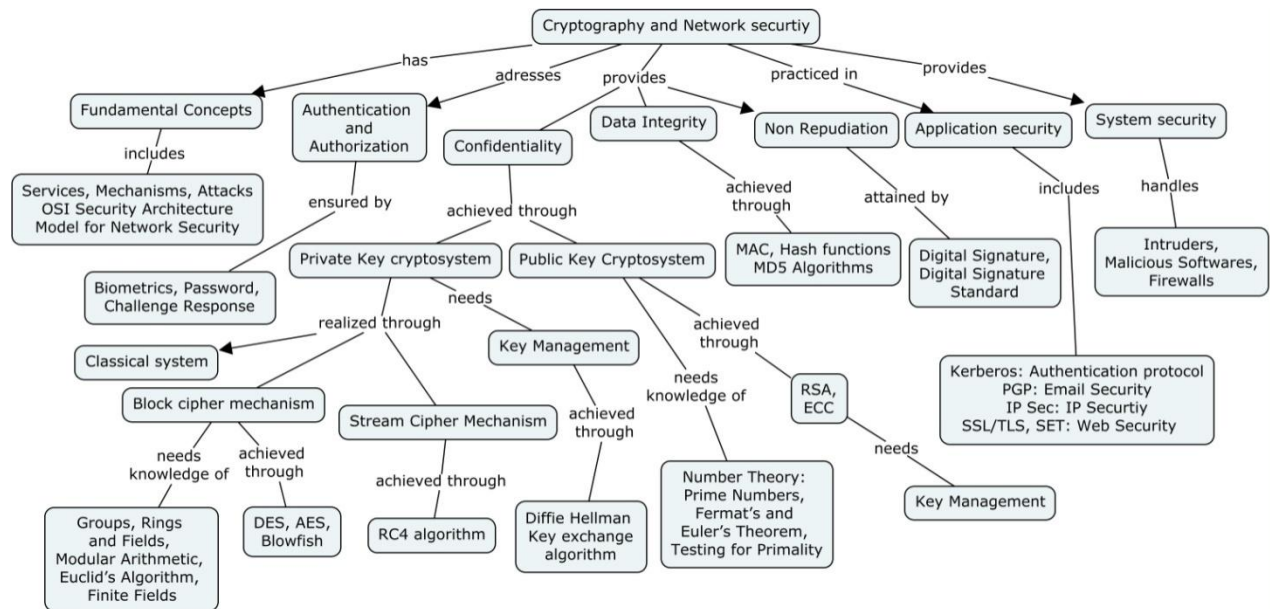 Cryptography and Network securtiy
has
adresses
provides
practiced in
provides
Fundamental Concepts
Authentication
and
Authorization
Confidentiality
Data Integrity
Non Repudiation
Application security
System security
includes
ensured by
achieved through
achieved
through
attained by
includes
handles
Services, Mechanisms, Attacks
OSI Security Architecture
Model for Network Security
Biometrics, Password,
Challenge Response
Private Key cryptosystem
Public Key Cryptosystem
MAC, Hash functions
MD5 Algorithms
Digital Signature,
Digital Signature
Standard
Intruders,
Malicious Softwares,
Firewalls
realized through
needs
achieved
through
needs
knowledge of
Classical system
Block cipher mechanism
Stream Cipher Mechanism
Key Management
RSA,
ECC
Kerberos: Authentication protocol
PGP: Email Security
IP Sec: IP Securtiy
SSL/TLS, SET: Web Security
needs
knowledge of
achieved
through
achieved through
achieved
through
needs
Groups, Rings
and Fields,
Modular Arithmetic,
Euclid's Algorithm,
Finite Fields
DES, AES,
Blowfish
RC4 algorithm
Diffie Hellman
Key exchange
algorithm
Number Theory:
Prime Numbers,
Fermat's and
Euler's Theorem,
Testing for Primality
Key Management